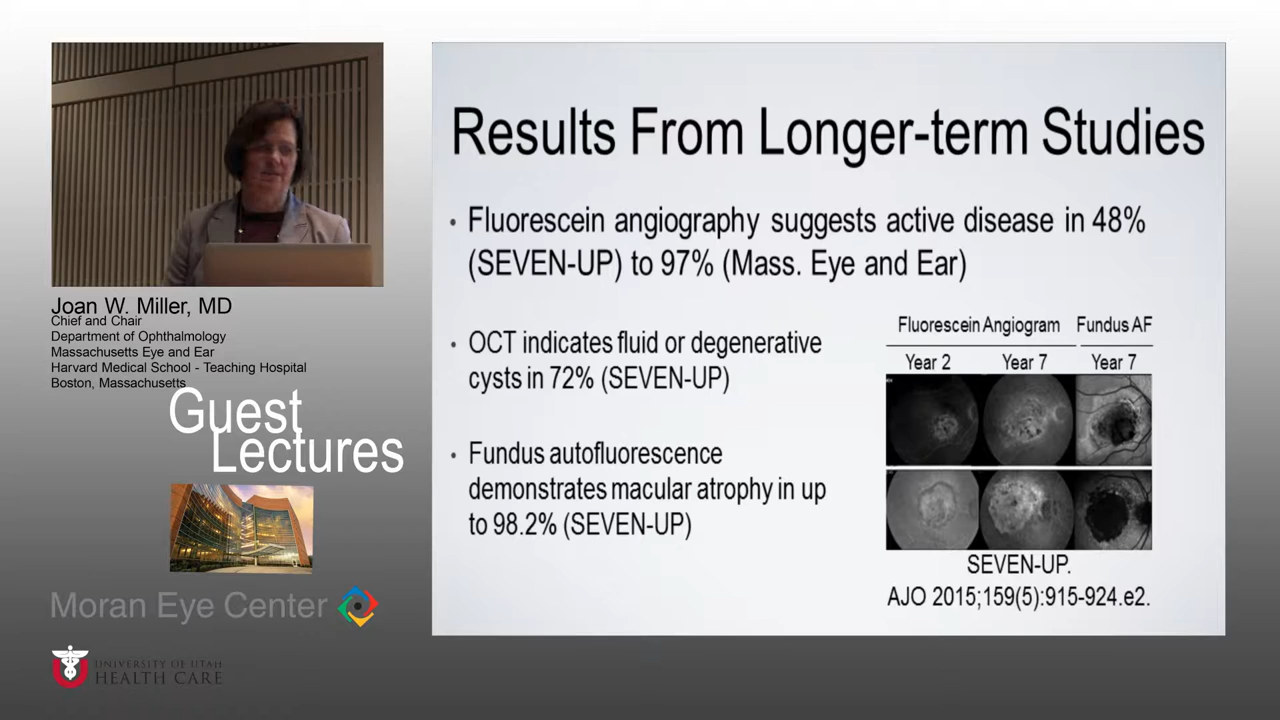 Joan W. Miller, MD
Chief and Chair
Department of Ophthalmology
Massachusetts Eye and Ear
Harvard Medical School - Teaching Hospital
Boston, Massachusetts
Guest
Lectures
Moran Eye Center
UNIVERSITY OF UTAH
HEALTH CARE
Results From Longer-term Studies
• Fluorescein angiography suggests active disease in 48%
(SEVEN-UP) to 97% (Mass. Eye and Ear)
• OCT indicates fluid or degenerative
cysts in 72% (SEVEN-UP)
• Fundus autofluorescence
demonstrates macular atrophy in up
to 98.2% (SEVEN-UP)
Fluorescein Angiogram Fundus AF
Year 2 Year 7 Year 7
SEVEN-UP.
AJO 2015;159(5):915-924.e2.